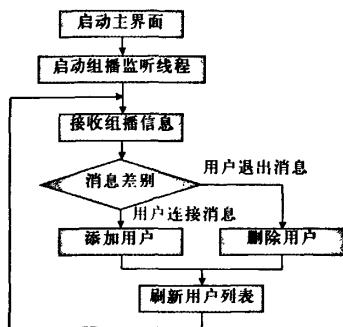 启动主界面
启动组播监听线程
接收组播信息
消息差别
用户退出消息
用户连接消息
添加用户
删除用户
刷新用户列表